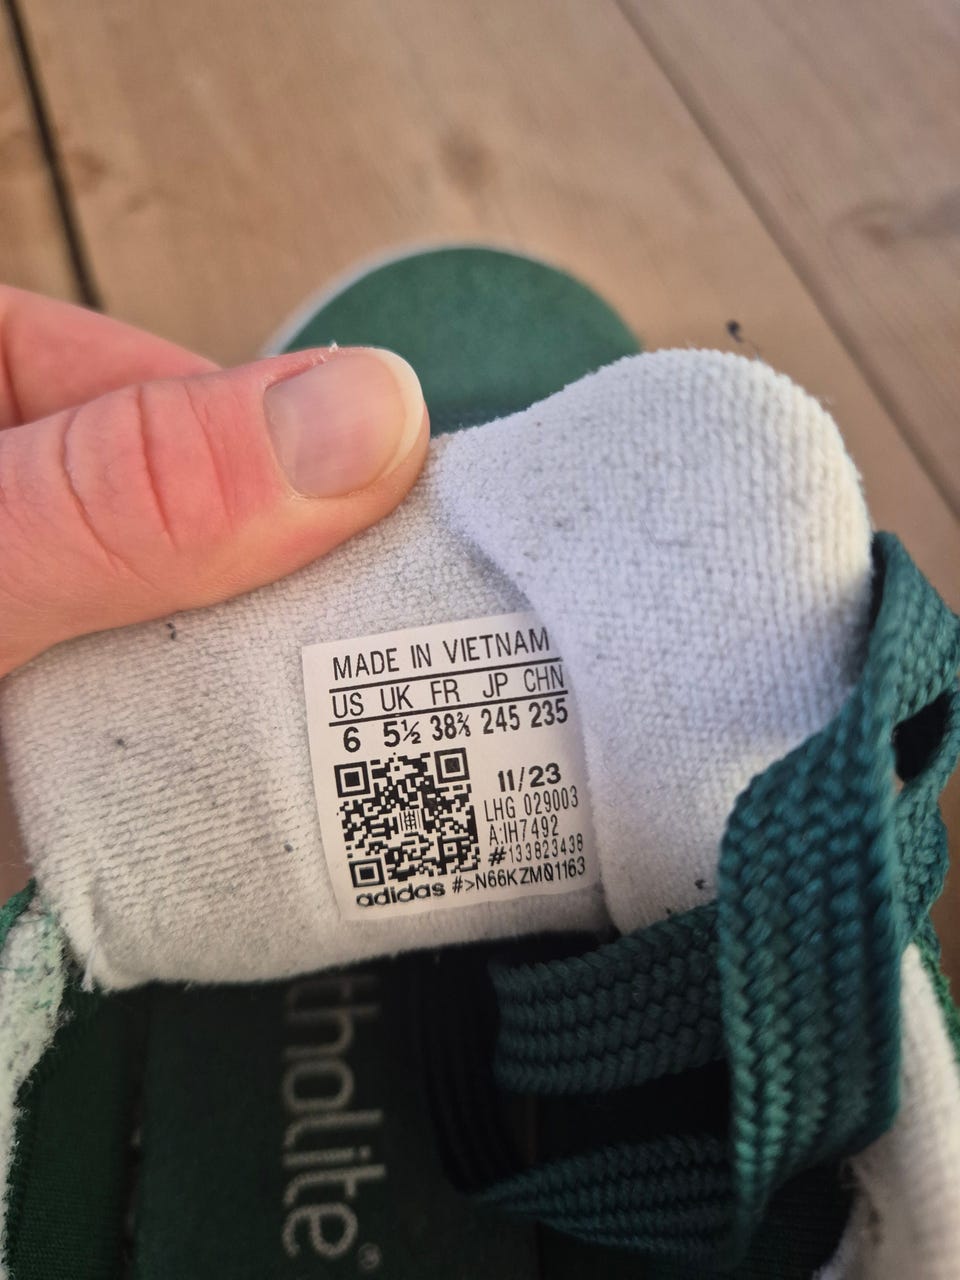 MADE IN VIETNAM
US UK FR JP CHN
6 5½ 38⅔ 245 235
11/23
LHG 029003
A:IH7492
#133823438
adidas #>N66KZM01163
tholite®